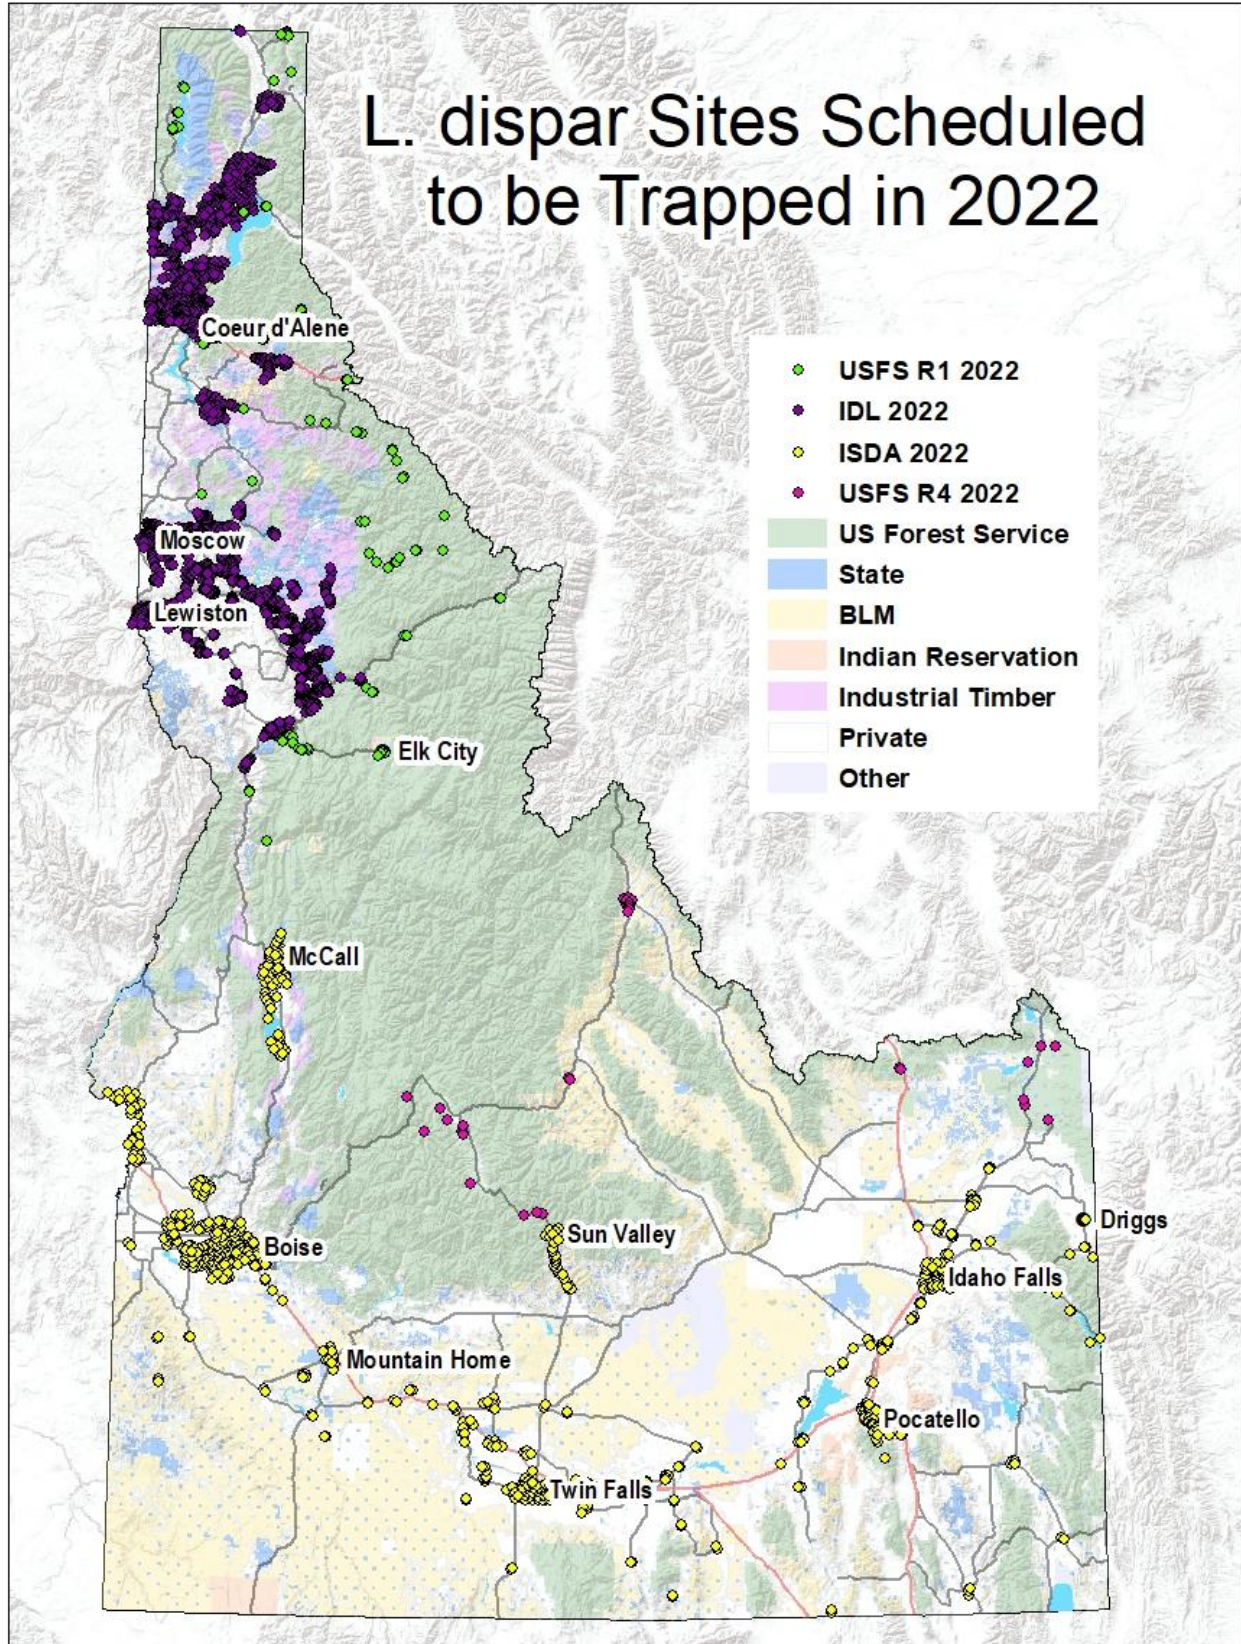 L. dispar Sites Scheduled
to be Trapped in 2022
USFS R1 2022
IDL 2022
ISDA 2022
USFS R4 2022
US Forest Service
State
BLM
Indian Reservation
Industrial Timber
Private
Other
Coeur d'Alene
Moscow
Lewiston
Elk City
McCall
Boise
Sun Valley
Driggs
Idaho Falls
Mountain Home
Pocatello
Twin Falls